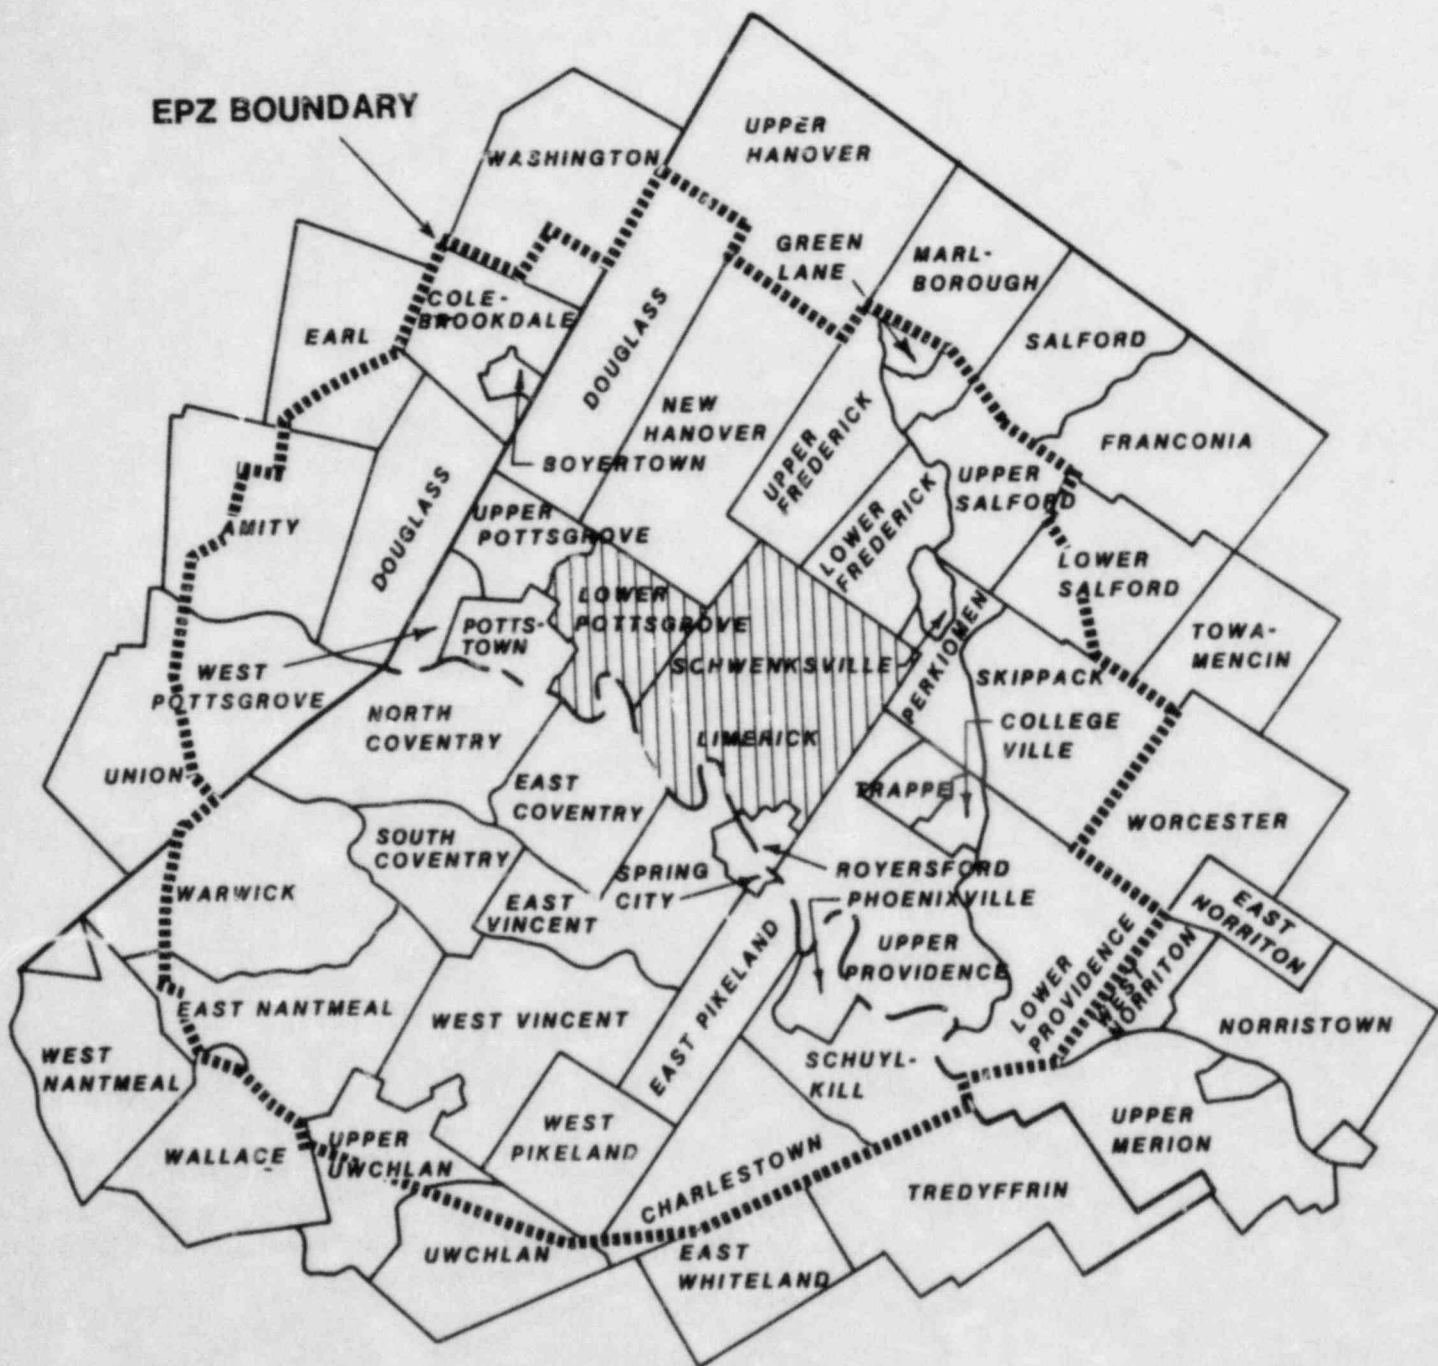 EPZ BOUNDARY
UPPER
HANOVER
WASHINGTON
GREEN
LANE
MARL-
BOROUGH
COLE-
BROOKDALE
EARL
SALFORD
DOUGLASS
NEW
HANOVER
UPPER
FREDERICK
FRANCONIA
BOYERTOWN
UPPER
SALFORD
AMITY
DOUGLASS
UPPER
POTTSGROVE
LOWER
FREDERICK
LOWER
SALFORD
LOWER
POTTSGROVE
POTTS-
TOWN
TOWA-
MENCIN
WEST
POTTSGROVE
SCHWENKSVILLE
PERKIOMEN
SKIPPACK
NORTH
COVENTRY
LIMERICK
COLLEGE
VILLE
UNION
EAST
COVENTRY
TRAPPE
WORCESTER
SOUTH
COVENTRY
SPRING
CITY
ROYERSFORD
PHOENIXVILLE
WARWICK
EAST
VINCENT
EAST
NORRITON
UPPER
PROVIDENCE
LOWER
PROVIDENCE
WEST
NORRITON
EAST NANTMEAL
WEST VINCENT
EAST PIKELAND
NORRISTOWN
WEST
NANTMEAL
SCHUYL-
KILL
UPPER
MERION
WALLACE
UPPER
UWCHLAN
WEST
PIKELAND
CHARLESTOWN
TREDYFFRIN
UWCHLAN
EAST
WHITELAND